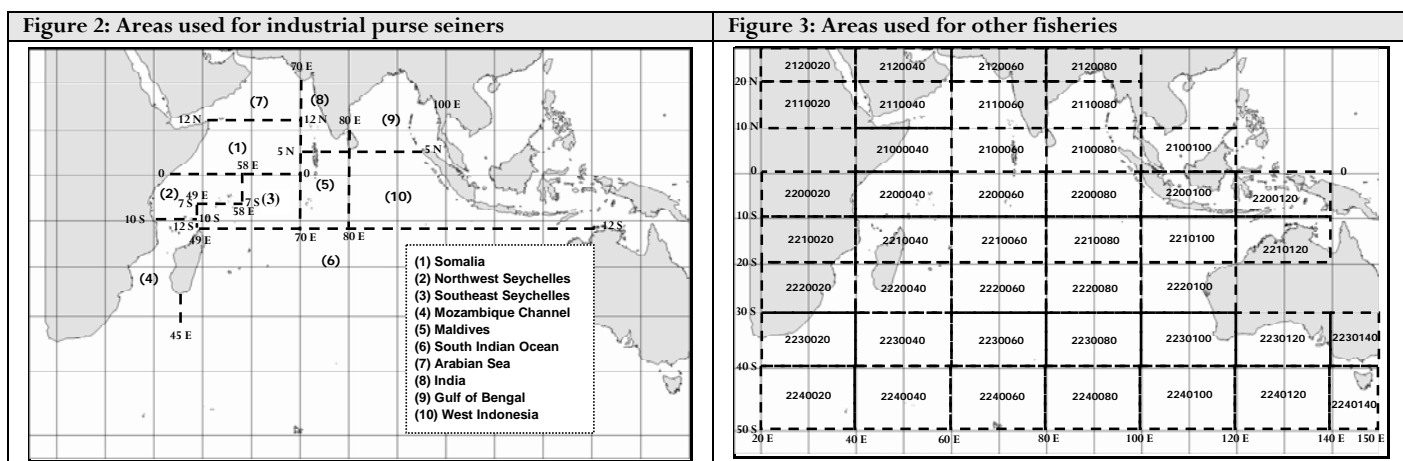 Figure 2: Areas used for industrial purse seiners
70 E
(7)
(8)
100 E
12 N
12 N
80 E
(9)
(1)
5 N
5 N
58 E
0
0
(2)
49 E
(5)
7 S
7 S
(3)
(10)
58 E
10 S
10 S
12 S
12 S
49 E
70 E
80 E
(6)
(4)
45 E
(1) Somalia
(2) Northwest Seychelles
(3) Southeast Seychelles
(4) Mozambique Channel
(5) Maldives
(6) South Indian Ocean
(7) Arabian Sea
(8) India
(9) Gulf of Bengal
(10) West Indonesia
Figure 3: Areas used for other fisheries
2120020 2120040 2120060 2120080
20 N
2110020 2110040 2110060 2110080
10 N
2100040 2100060 2100080 2100100
0 0
2200020 2200040 2200060 2200080 2200100 2200120
10 S
2210020 2210040 2210060 2210080 2210100 2210120
20 S
2220020 2220040 2220060 2220080 2220100
30 S
2230020 2230040 2230060 2230080 2230100 2230120 2230140
40 S
2240020 2240040 2240060 2240080 2240100 2240120 2240140
50 S
20 E 40 E 60 E 80 E 100 E 120 E 140 E 150 E